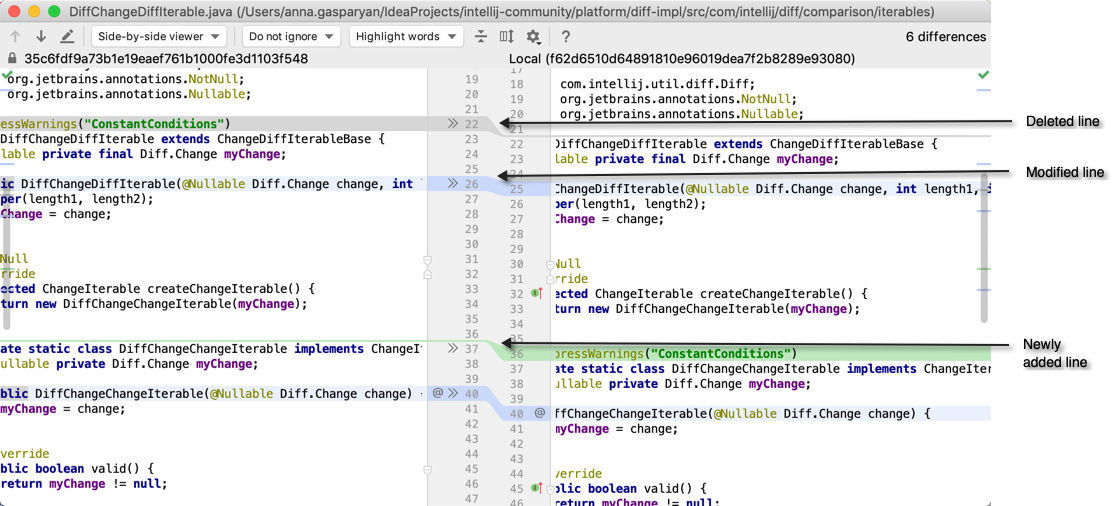 DiffChangeDiffIterable.java (/Users/anna.gasparyan/IdeaProjects/intellij-community/platform/diff-impl/src/com/intellij/diff/comparison/iterables)
Side-by-side viewer Do not ignore Highlight words ? 6 differences
35c6fdf9a73b1e19eaef761b1000fe3d1103f548 Local (f62d6510d64891810e96019dea7f2b8289e93080)
org.jetbrains.annotations.NotNull; 19
org.jetbrains.annotations.Nullable; 20
21
essWarnings("ConstantConditions") 22
DiffChangeDiffIterable extends ChangeDiffIterableBase { 23
lable private final Diff.Change myChange; 24
25
ic DiffChangeDiffIterable(@Nullable Diff.Change change, int 26
per(length1, length2); 27
Change = change; 28
29
30
Null 31
rride 32
ected ChangeIterable createChangeIterable() { 33
turn new DiffChangeChangeIterable(myChange); 34
35
36
ate static class DiffChangeChangeIterable implements ChangeI 37
ullable private Diff.Change myChange; 38
39
blic DiffChangeChangeIterable(@Nullable Diff.Change change) @ 40
myChange = change; 41
42
43
verride 44
blic boolean valid() { 45
return myChange != null; 46
47
17
18 com.intellij.util.diff.Diff;
19 org.jetbrains.annotations.NotNull;
20 org.jetbrains.annotations.Nullable;
21
22 DiffChangeDiffIterable extends ChangeDiffIterableBase {
23 lable private final Diff.Change myChange;
24
25 ChangeDiffIterable(@Nullable Diff.Change change, int length1, i
26 per(length1, length2);
27 Change = change;
28
29
30 Null
31 rride
32 ected ChangeIterable createChangeIterable() {
33 turn new DiffChangeChangeIterable(myChange);
34
35
36 pressWarnings("ConstantConditions")
37 ate static class DiffChangeChangeIterable implements ChangeIter
38 ullable private Diff.Change myChange;
39
40 @ ffChangeChangeIterable(@Nullable Diff.Change change) {
41 myChange = change;
42
43
44 verride
45 blic boolean valid() {
46 return myChange != null;
Deleted line
Modified line
Newly
added line